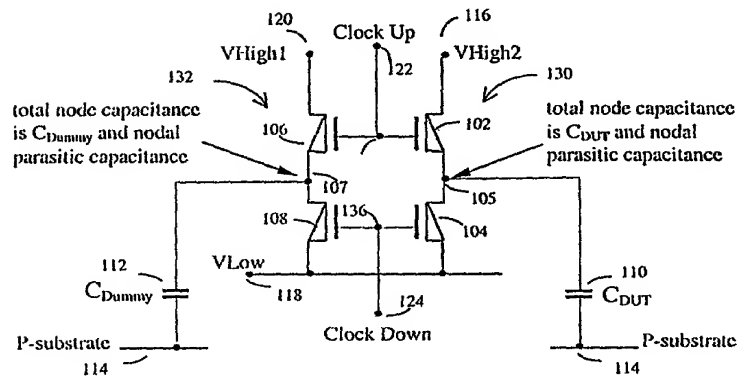 120
116
Clock Up
VHigh1
VHigh2
122
132
130
total node capacitance
is CDummy and nodal
parasitic capacitance
106
102
total node capacitance
is CDUT and nodal
parasitic capacitance
107
105
108
136
104
112
VLow
110
CDummy
118
CDUT
124
P-substrate
Clock Down
P-substrate
114
114